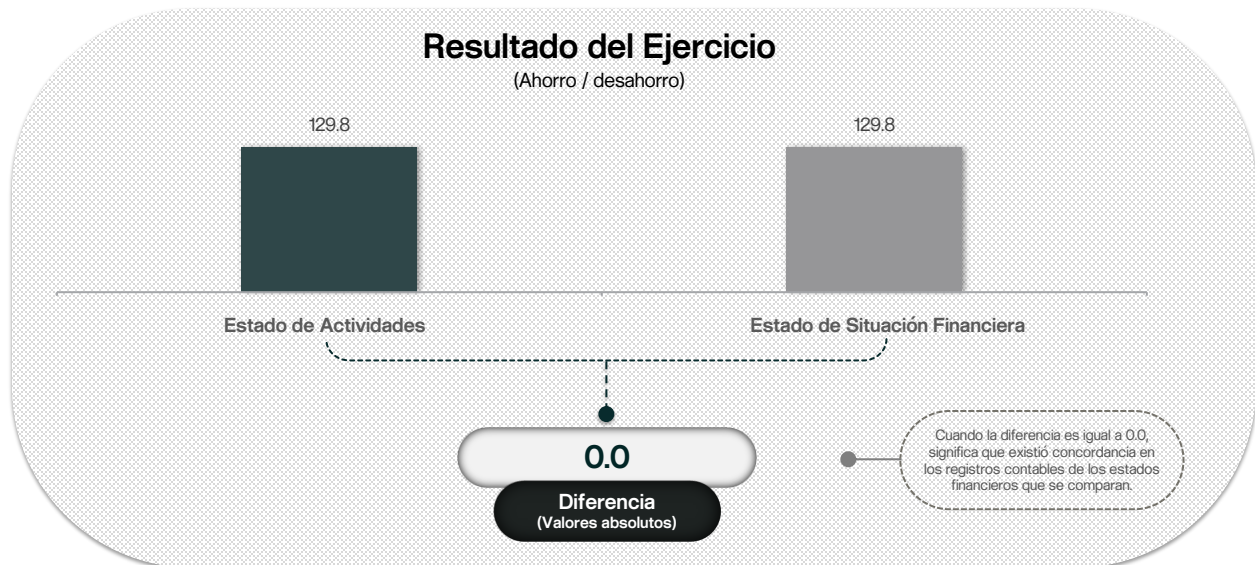 Resultado del Ejercicio
(Ahorro / desahorro)
129.8
129.8
Estado de Actividades
Estado de Situación Financiera
0.0
Diferencia
(Valores absolutos)
Cuando la diferencia es igual a 0.0,
significa que existió concordancia en
los registros contables de los estados
financieros que se comparan.